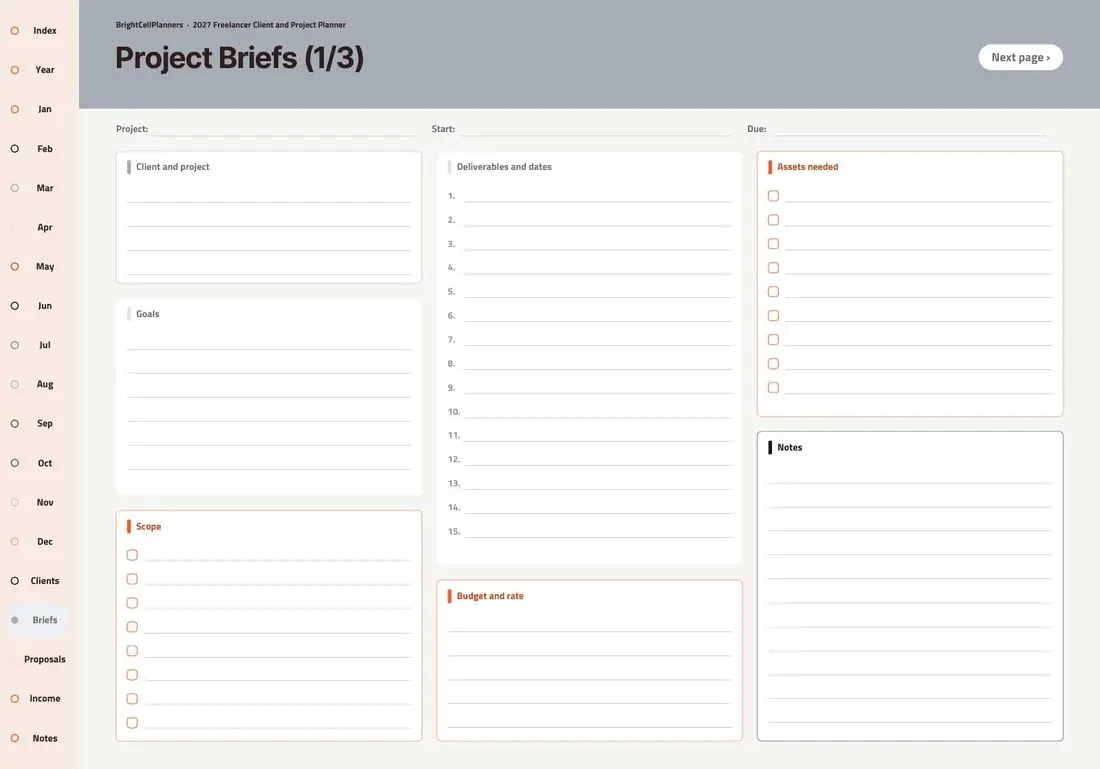 Index
Year
Jan
Feb
Mar
Apr
May
Jun
Jul
Aug
Sep
Oct
Nov
Dec
Clients
Briefs
Proposals
Income
Notes
BrightCellPlanners · 2027 Freelancer Client and Project Planner
Project Briefs (1/3)
Next page ›
Project:
Start:
Due:
Client and project
Goals
Scope
Deliverables and dates
1.
2.
3.
4.
5.
6.
7.
8.
9.
10.
11.
12.
13.
14.
15.
Budget and rate
Assets needed
Notes